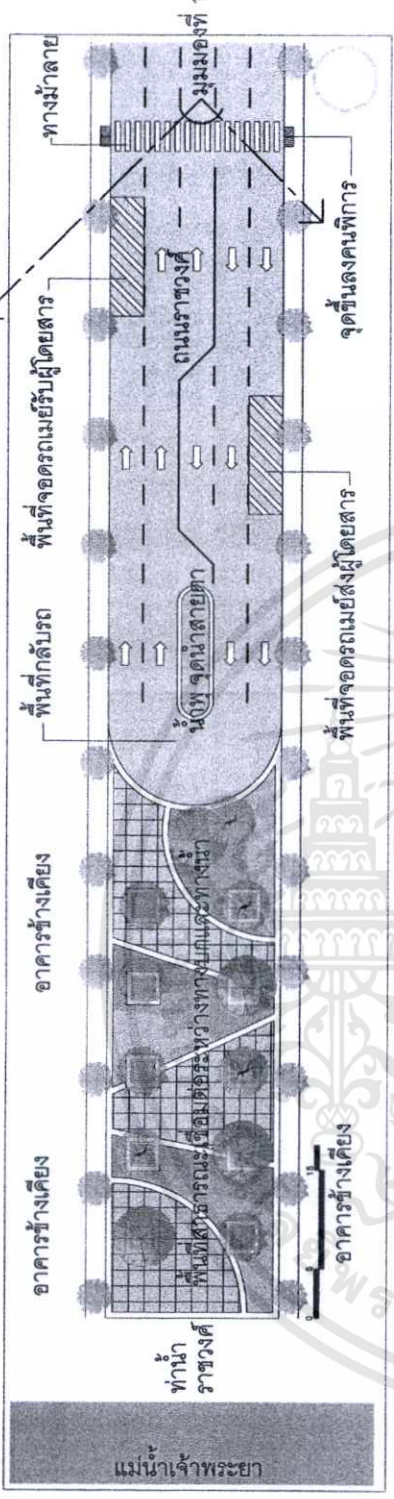 แม่น้ำเจ้าพระยา
ท่าน้ำ
ราชวงศ์
อาคารข้างเคียง
อาคารข้างเคียง
พื้นที่กลับรถ
พื้นที่จอดรถเมย์รับผู้โดยสาร
ทางม้าลาย
มุมมองที่
พื้นที่สาธารณะเชื่อมต่อระหว่างทางบกและทางน้ำ
น้ำพุ จุดนำสายตา
ถนนราชวงศ์
อาคารข้างเคียง
พื้นที่จอดรถเมย์ส่งผู้โดยสาร
จุดขึ้นลงคนพิการ